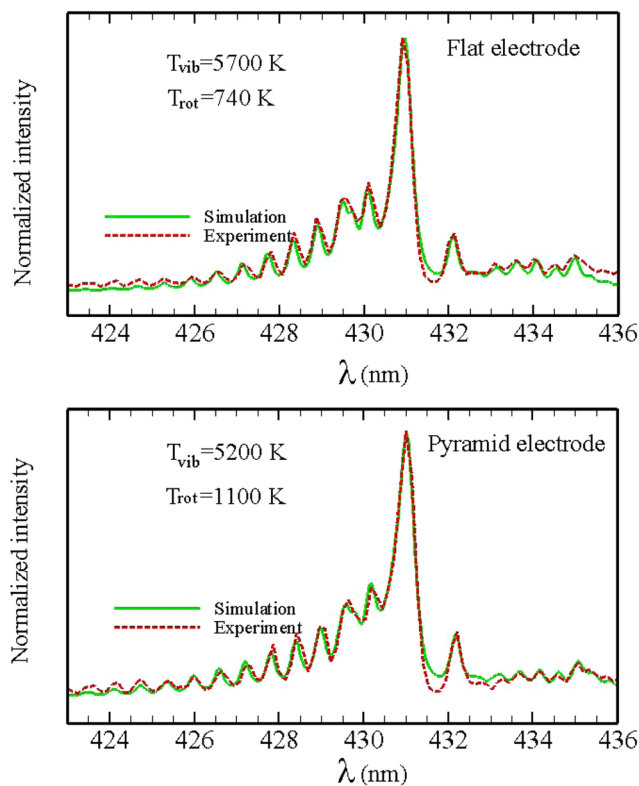 Flat electrode
Tvib=5700 K
Trot=740 K
Normalized intensity
Simulation
Experiment
424 426 428 430 432 434 436
λ (nm)
Pyramid electrode
Tvib=5200 K
Trot=1100 K
Normalized intensity
Simulation
Experiment
424 426 428 430 432 434 436
λ (nm)